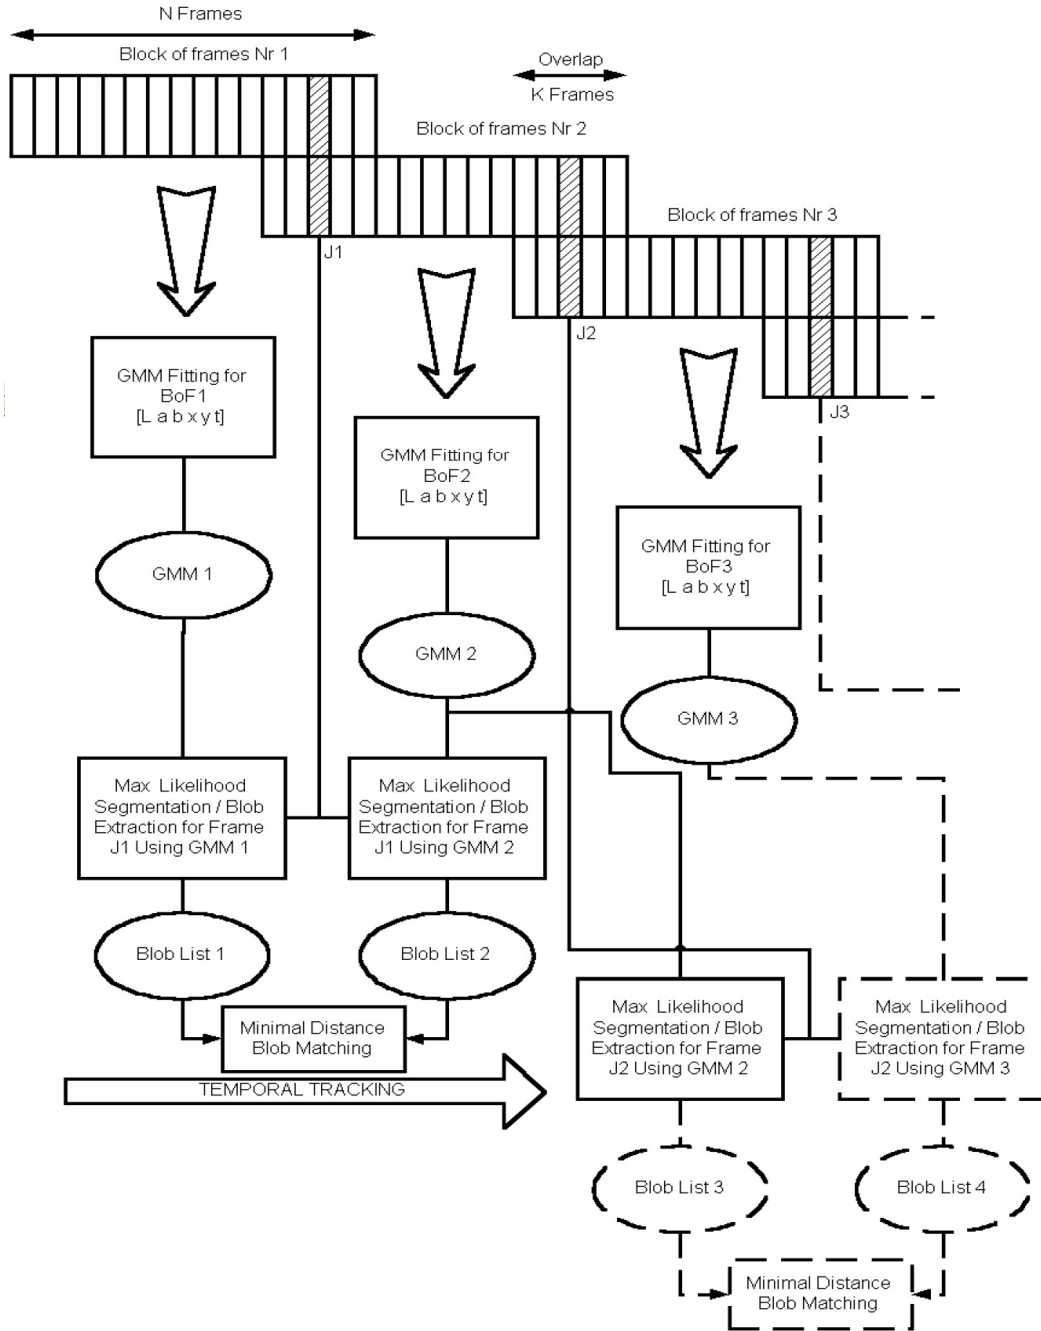 N Frames
Block of frames Nr 1
Overlap
K Frames
Block of frames Nr 2
Block of frames Nr 3
J1
J2
J3
GMM Fitting for
BoF1
[L a b x y t]
GMM Fitting for
BoF2
[L a b x y t]
GMM Fitting for
BoF3
[L a b x y t]
GMM 1
GMM 2
GMM 3
Max Likelihood
Segmentation / Blob
Extraction for Frame
J1 Using GMM 1
Max Likelihood
Segmentation / Blob
Extraction for Frame
J1 Using GMM 2
Blob List 1
Blob List 2
Minimal Distance
Blob Matching
TEMPORAL TRACKING
Max Likelihood
Segmentation / Blob
Extraction for Frame
J2 Using GMM 2
Max Likelihood
Segmentation / Blob
Extraction for Frame
J2 Using GMM 3
Blob List 3
Blob List 4
Minimal Distance
Blob Matching